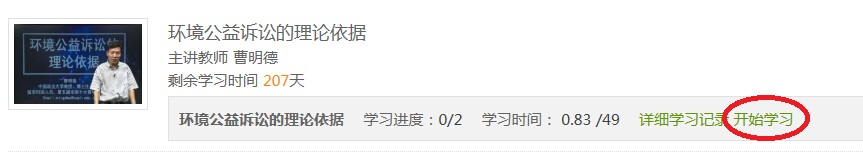 环境公益诉讼的
理论依据
环境公益诉讼的理论依据
主讲教师 曹明德
剩余学习时间 207天
环境公益诉讼的理论依据 学习进度：0/2 学习时间： 0.83 /49 详细学习记录 开始学习